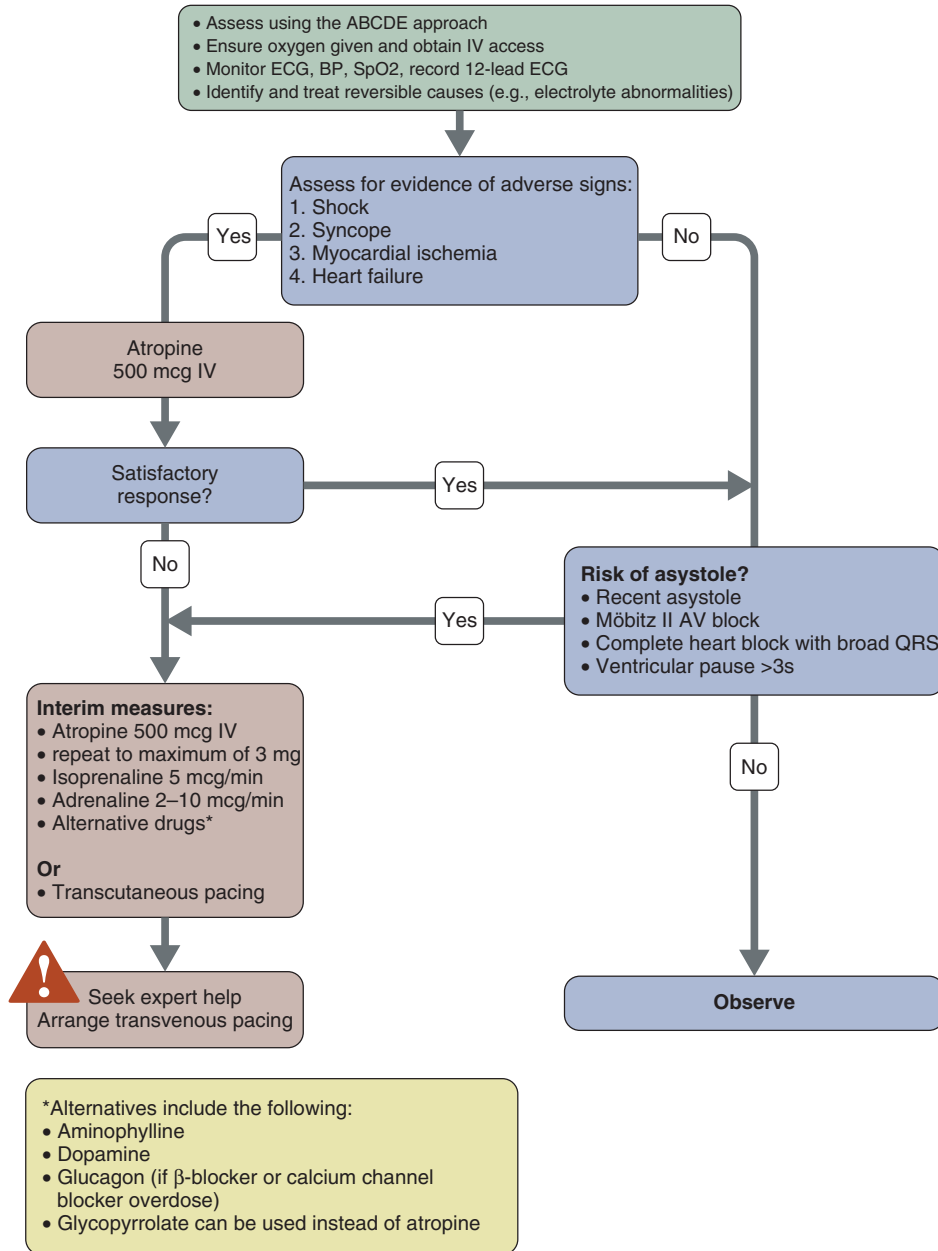 • Assess using the ABCDE approach
• Ensure oxygen given and obtain IV access
• Monitor ECG, BP, SpO2, record 12-lead ECG
• Identify and treat reversible causes (e.g., electrolyte abnormalities)
Assess for evidence of adverse signs:
1. Shock
2. Syncope
3. Myocardial ischemia
4. Heart failure
Yes
No
Atropine
500 mcg IV
Satisfactory
response?
Yes
No
Risk of asystole?
• Recent asystole
• Möbitz II AV block
• Complete heart block with broad QRS
• Ventricular pause >3s
Yes
No
Interim measures:
• Atropine 500 mcg IV
• repeat to maximum of 3 mg
• Isoprenaline 5 mcg/min
• Adrenaline 2–10 mcg/min
• Alternative drugs*
Or
• Transcutaneous pacing
!
Seek expert help
Arrange transvenous pacing
Observe
*Alternatives include the following:
• Aminophylline
• Dopamine
• Glucagon (if β-blocker or calcium channel
blocker overdose)
• Glycopyrrolate can be used instead of atropine